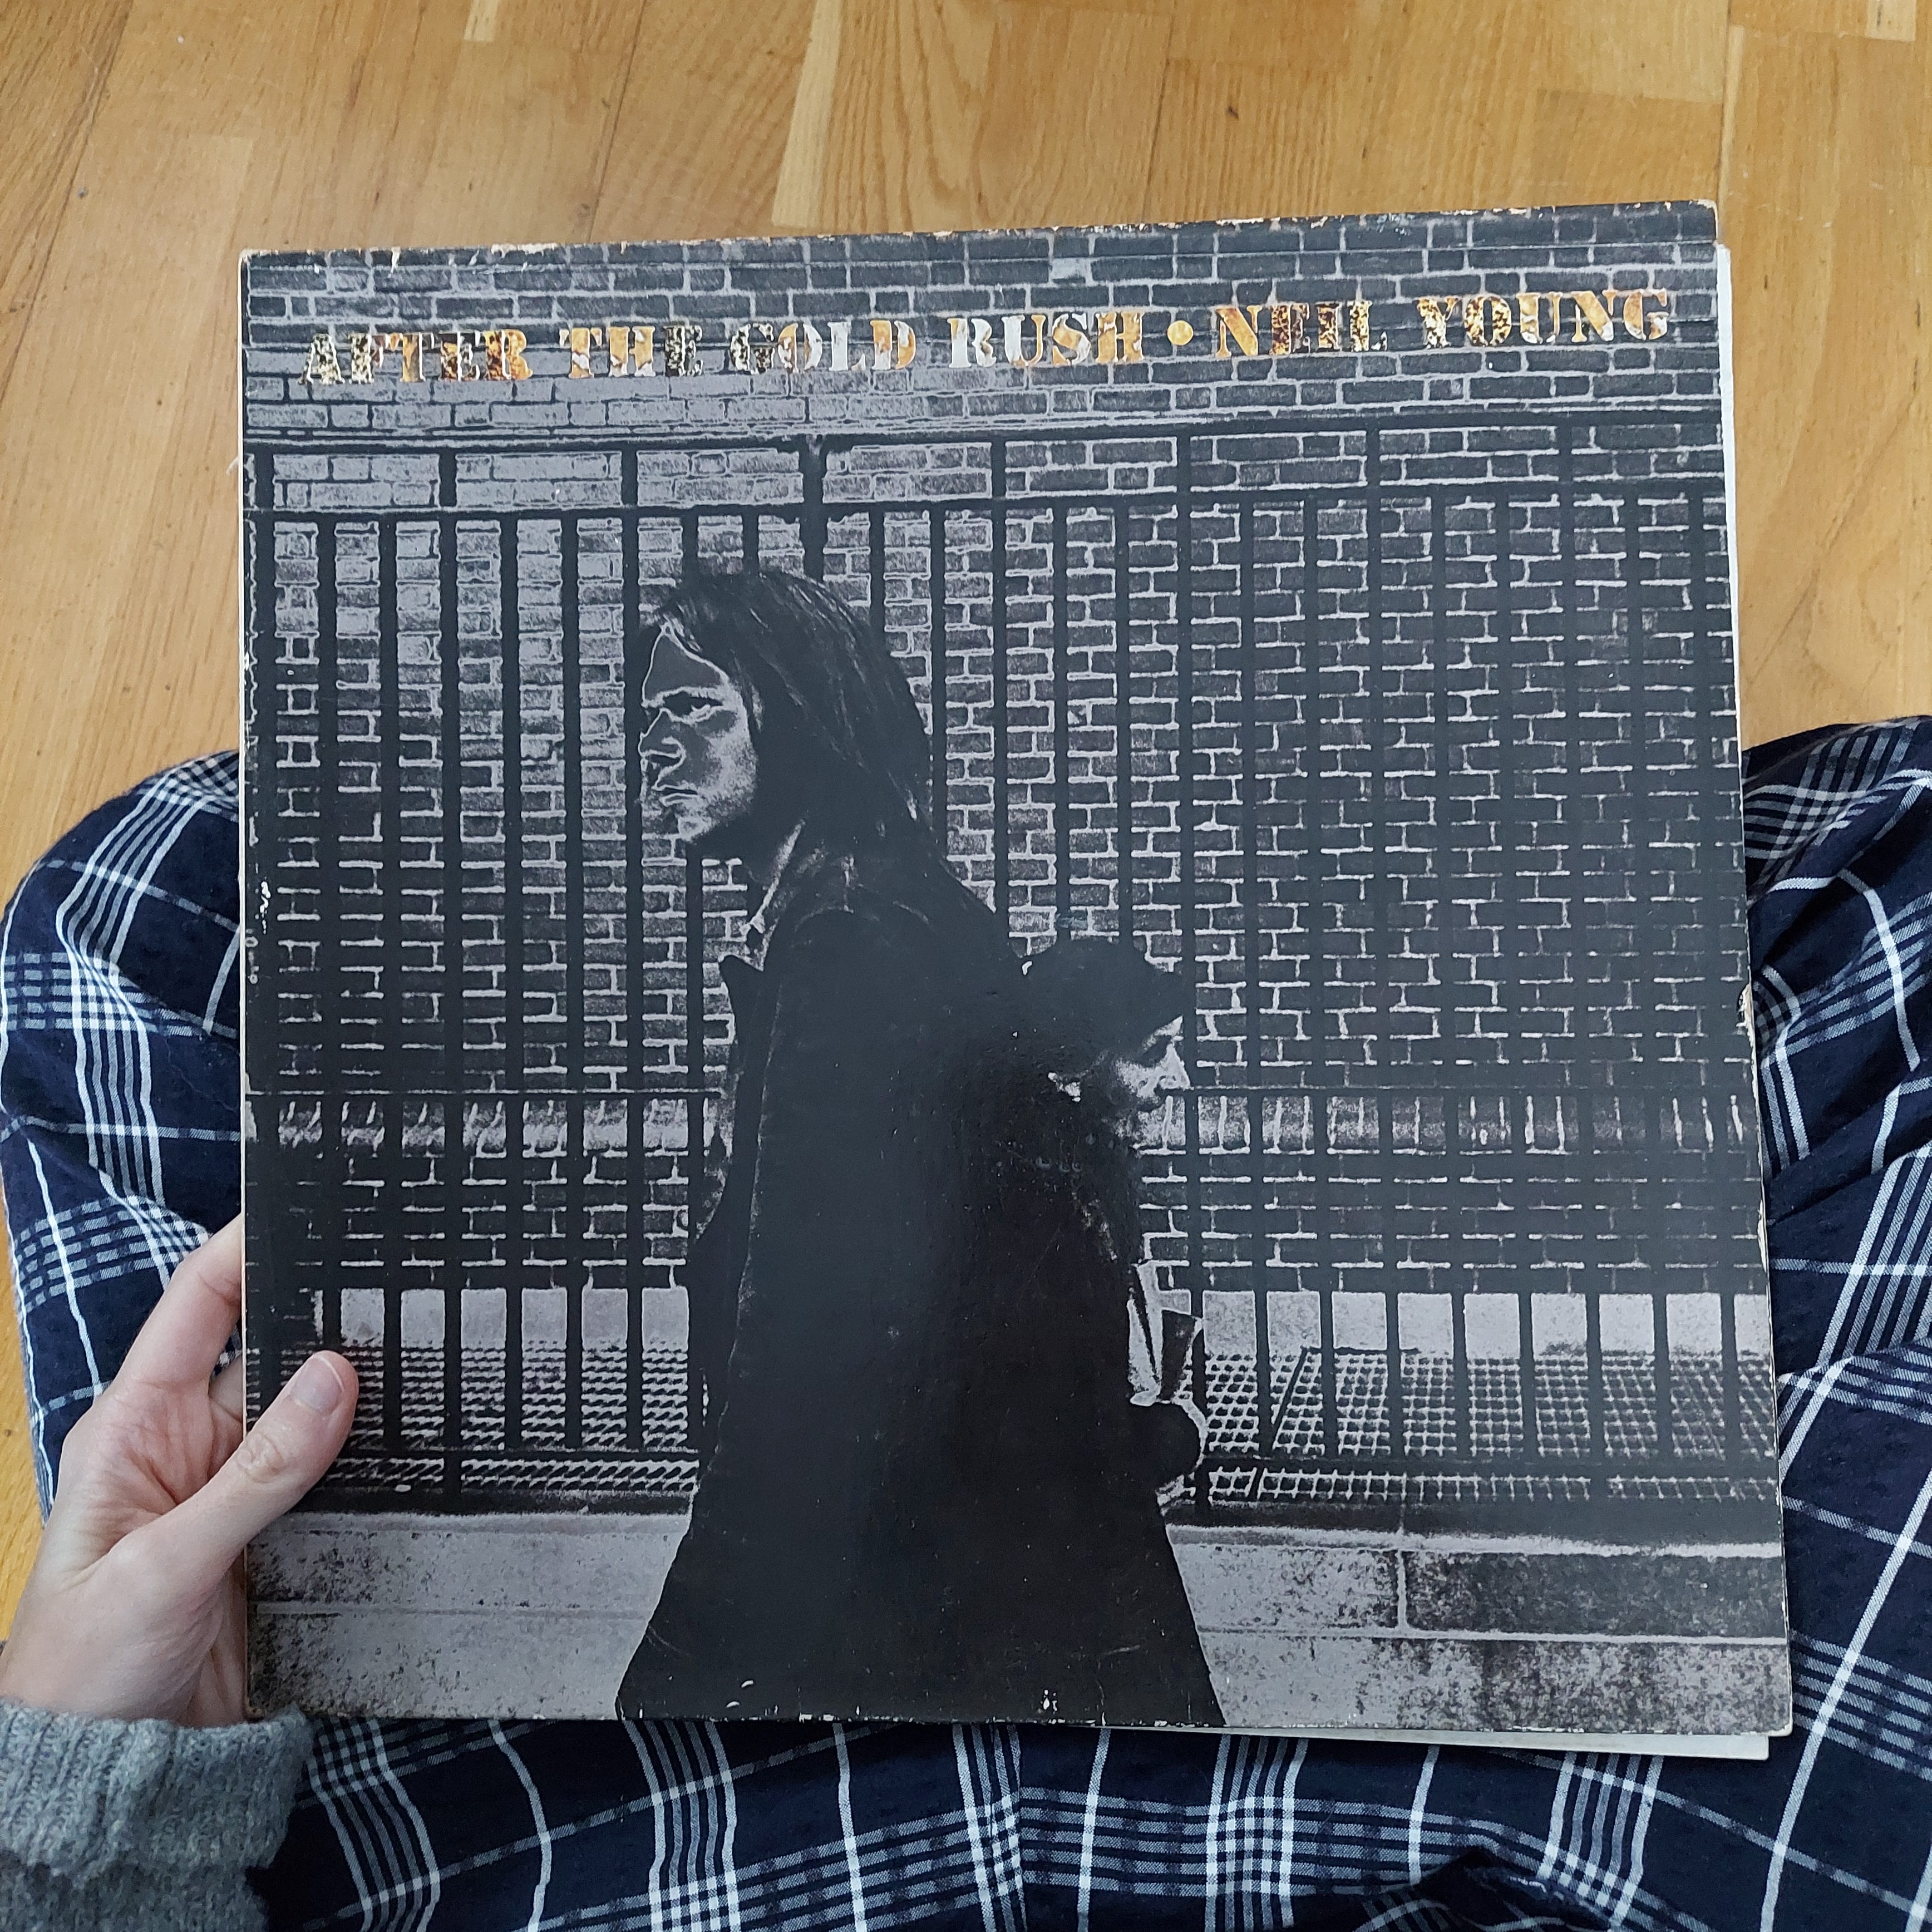 AFTER THE GOLD RUSH • NEIL YOUNG